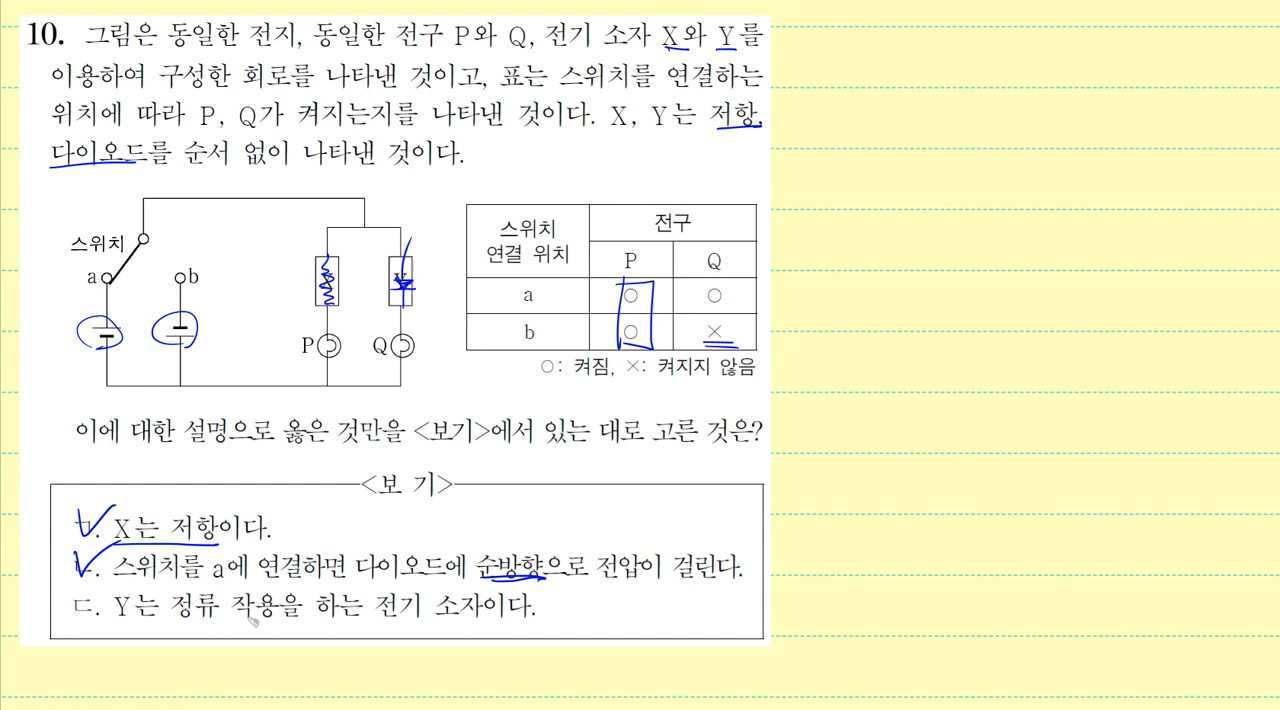 10. 그림은 동일한 전지, 동일한 전구 P와 Q, 전기 소자 X와 Y를
이용하여 구성한 회로를 나타낸 것이고, 표는 스위치를 연결하는
위치에 따라 P, Q가 켜지는지를 나타낸 것이다. X, Y는 저항,
다이오드를 순서 없이 나타낸 것이다.
스위치
a
b
P
Q
스위치
연결 위치
전구
P
Q
a
○
○
b
○
×
○: 켜짐, ×: 켜지지 않음
이에 대한 설명으로 옳은 것만을 <보기>에서 있는 대로 고른 것은?
<보 기>
ㄱ. X는 저항이다.
ㄴ. 스위치를 a에 연결하면 다이오드에 순방향으로 전압이 걸린다.
ㄷ. Y는 정류 작용을 하는 전기 소자이다.